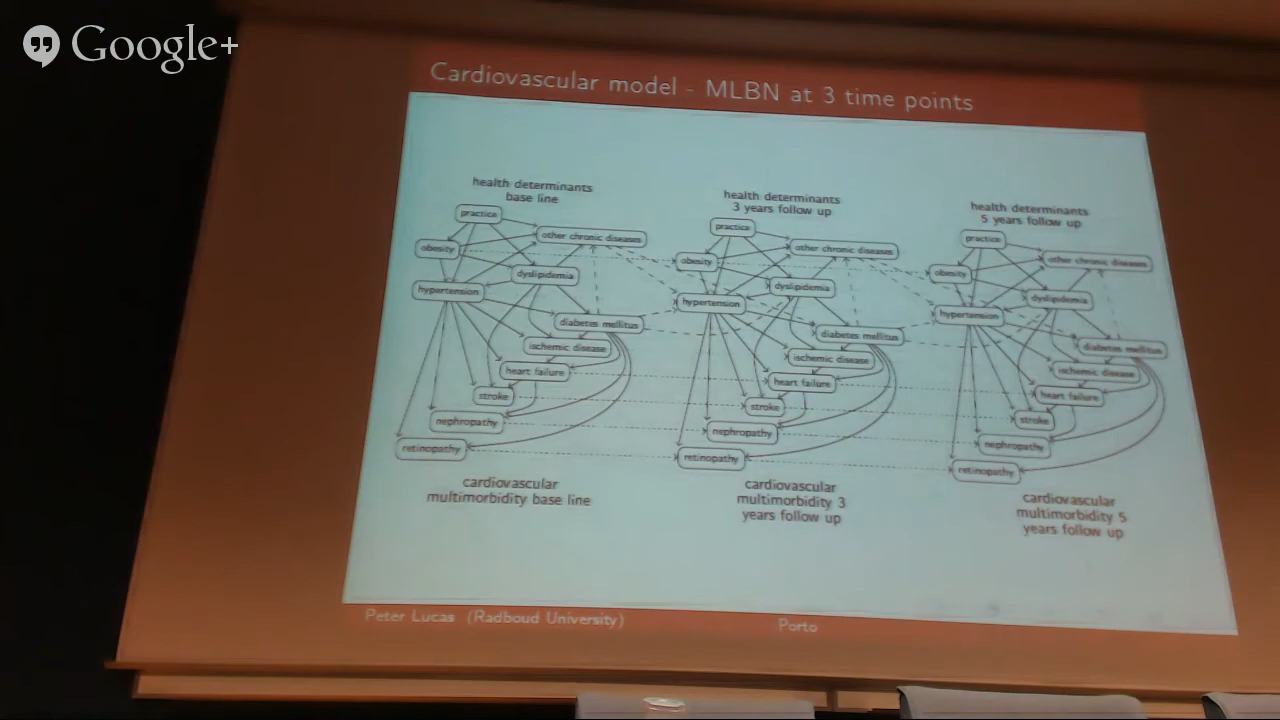 Google+
Cardiovascular model - MLBN at 3 time points
health determinants
base line
practice
other chronic diseases
obesity
dyslipidemia
hypertension
diabetes mellitus
ischemic disease
heart failure
stroke
nephropathy
retinopathy
cardiovascular
multimorbidity base line
health determinants
3 years follow up
practice
other chronic diseases
obesity
dyslipidemia
hypertension
diabetes mellitus
ischemic disease
heart failure
stroke
nephropathy
retinopathy
cardiovascular
multimorbidity 3
years follow up
health determinants
5 years follow up
practice
other chronic diseases
obesity
dyslipidemia
hypertension
diabetes mellitus
ischemic disease
heart failure
stroke
nephropathy
retinopathy
cardiovascular
multimorbidity 5
years follow up
Peter Lucas (Radboud University)
Porto